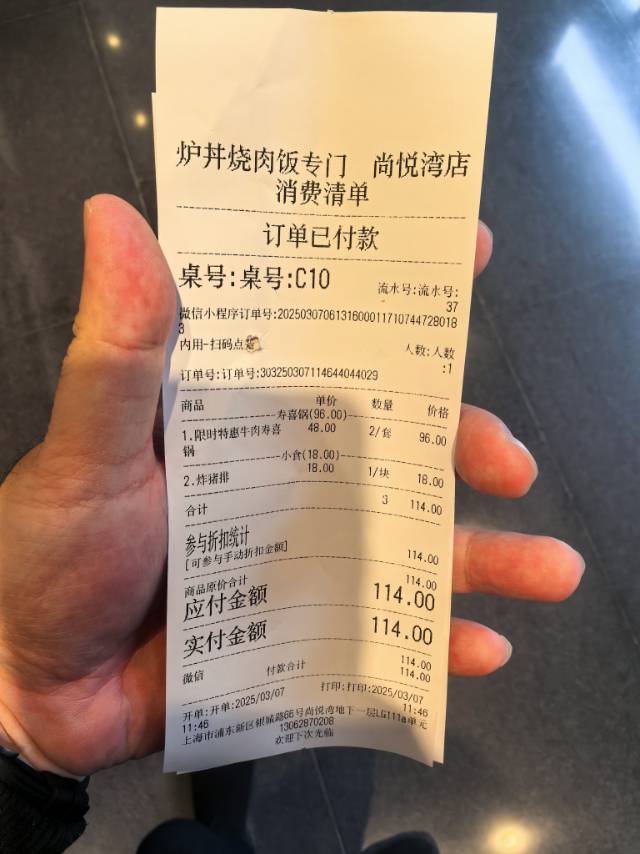 炉丼烧肉饭专门 尚悦湾店
消费清单
订单已付款
桌号:桌号:C10 流水号:流水号:
37
微信小程序订单号:2025030706131600011710744728018
3
内用-扫码点 人数:人数
:1
订单号:订单号:303250307114644044029
商品 单价 数量 价格
寿喜锅(96.00)
1.限时特惠牛肉寿喜 48.00 2/套 96.00
锅
小食(18.00)
2.炸猪排 18.00 1/块 18.00
合计 3 114.00
参与折扣统计
[可参与手动折扣金额] 114.00
商品原价合计 114.00
应付金额 114.00
实付金额 114.00
微信 114.00
付款合计 114.00
开单:开单:2025/03/07 打印:打印:2025/03/07
11:46 11:46
上海市浦东新区银城路66号尚悦湾地下一层LG111a单元
13062870208
欢迎下次光临